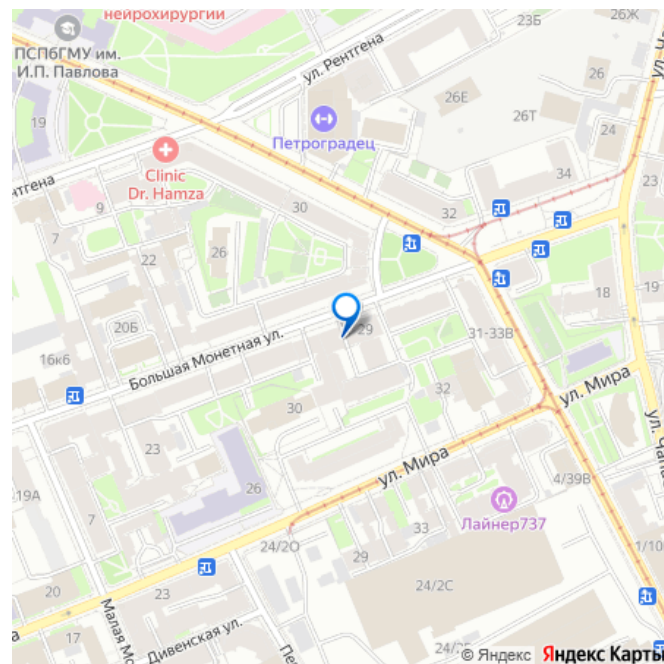 нейрохирургии
26Ж
23Б
ПСПбГМУ им.
И.П. Павлова
ул. Рентгена
26
26Е
19
Петроградец
26Т
24
Clinic
Dr. Hamza
34
23
9
30
32
7
22
26
18
20Б
29
31-33В
16к6
Большая Монетная ул.
ул. Мира
32
30
23
ул. Мира
26
4/39В
19А
Лайнер737
7
33
24/2О
29
1/10
24/2С
20
23
17
Дивенская ул.
© Яндекс Яндекс Карты